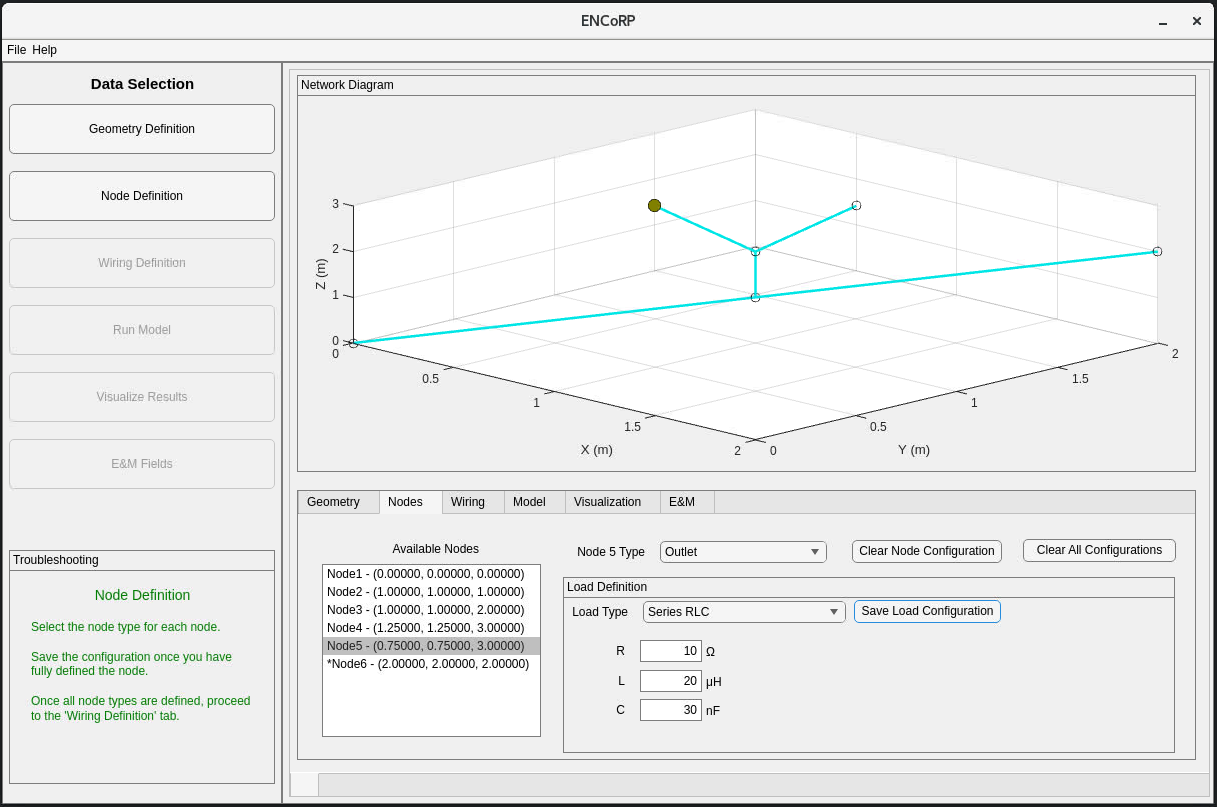 ENCoRP
File Help
Data Selection
Geometry Definition
Node Definition
Wiring Definition
Run Model
Visualize Results
E&M Fields
Troubleshooting
Node Definition
Select the node type for each node.
Save the configuration once you have
fully defined the node.
Once all node types are defined, proceed
to the 'Wiring Definition' tab.
Network Diagram
3
2
1
0
Z (m)
0
0.5
1
1.5
2
X (m)
0
0.5
1
1.5
2
Y (m)
Geometry Nodes Wiring Model Visualization E&M
Available Nodes
Node1 - (0.00000, 0.00000, 0.00000)
Node2 - (1.00000, 1.00000, 1.00000)
Node3 - (1.00000, 1.00000, 2.00000)
Node4 - (1.25000, 1.25000, 3.00000)
Node5 - (0.75000, 0.75000, 3.00000)
*Node6 - (2.00000, 2.00000, 2.00000)
Node 5 Type Outlet Clear Node Configuration Clear All Configurations
Load Definition
Load Type Series RLC Save Load Configuration
R 10 Ω
L 20 μH
C 30 nF